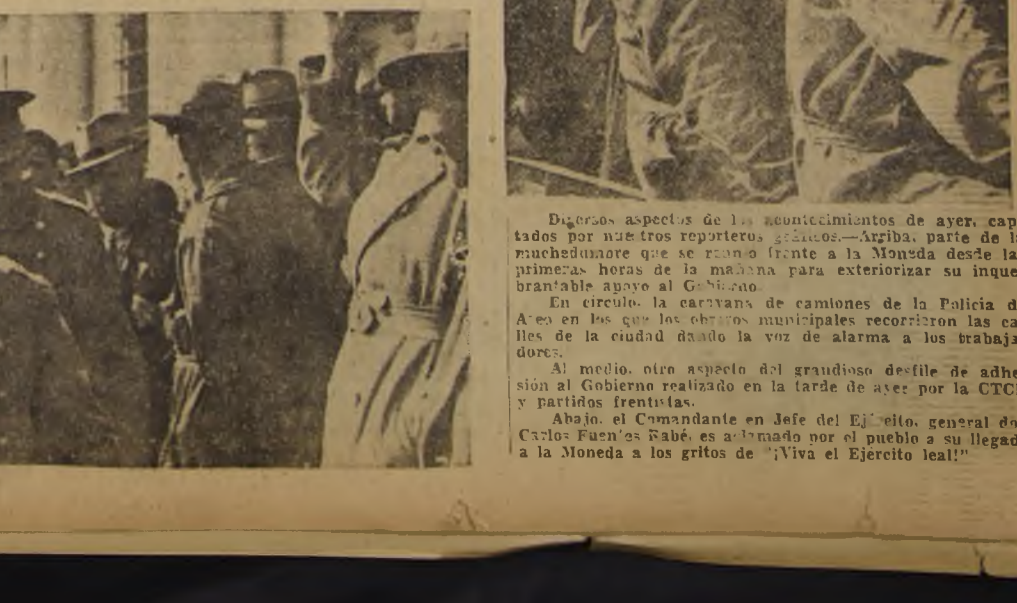 Diversos aspectos de los acontecimientos de ayer, cap
tados por nuestros reporteros gráficos.—Arriba, parte de l
muchedumore que se reunió frente a la Moneda desde la
primeras horas de la mañana para exteriorizar su inque
brantable apoyo al Gobierno.
En círculo, la caravana de camiones de la Policía d
Aseo en los que los obreros municipales recorrieron las ca
lles de la ciudad dando la voz de alarma a los trabaja
dores.
Al medio, otro aspecto del grandioso desfile de adhe
sión al Gobierno realizado en la tarde de ayer por la CTC
y partidos frentistas.
Abajo, el Comandante en Jefe del Ejército, general do
Carlos Fuentes Rabé, es aclamado por el pueblo a su llegad
a la Moneda a los gritos de "¡Viva el Ejército leal!"